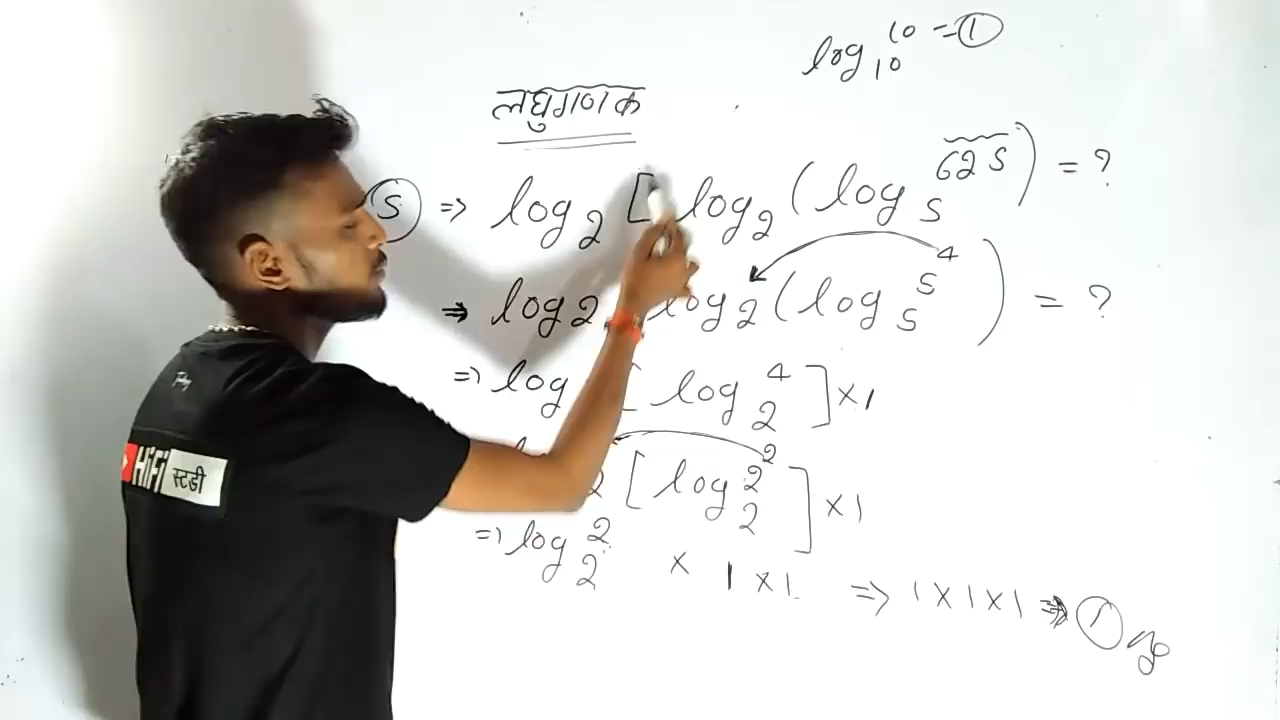 log₁₀ 10 = ①
लघुगणक
⑤ ⇒ log₂ [ log₂ ( log₅ 625 ) = ?
⇒ log₂ log₂ ( log₅ 5⁴ ) = ?
⇒ log [ log₂ 4 ] × 1
2 [ log₂ 2² ] × 1
⇒ log₂ 2 × 1 × 1 ⇒ 1 × 1 × 1 ⇒ ①
HiFi स्टडी